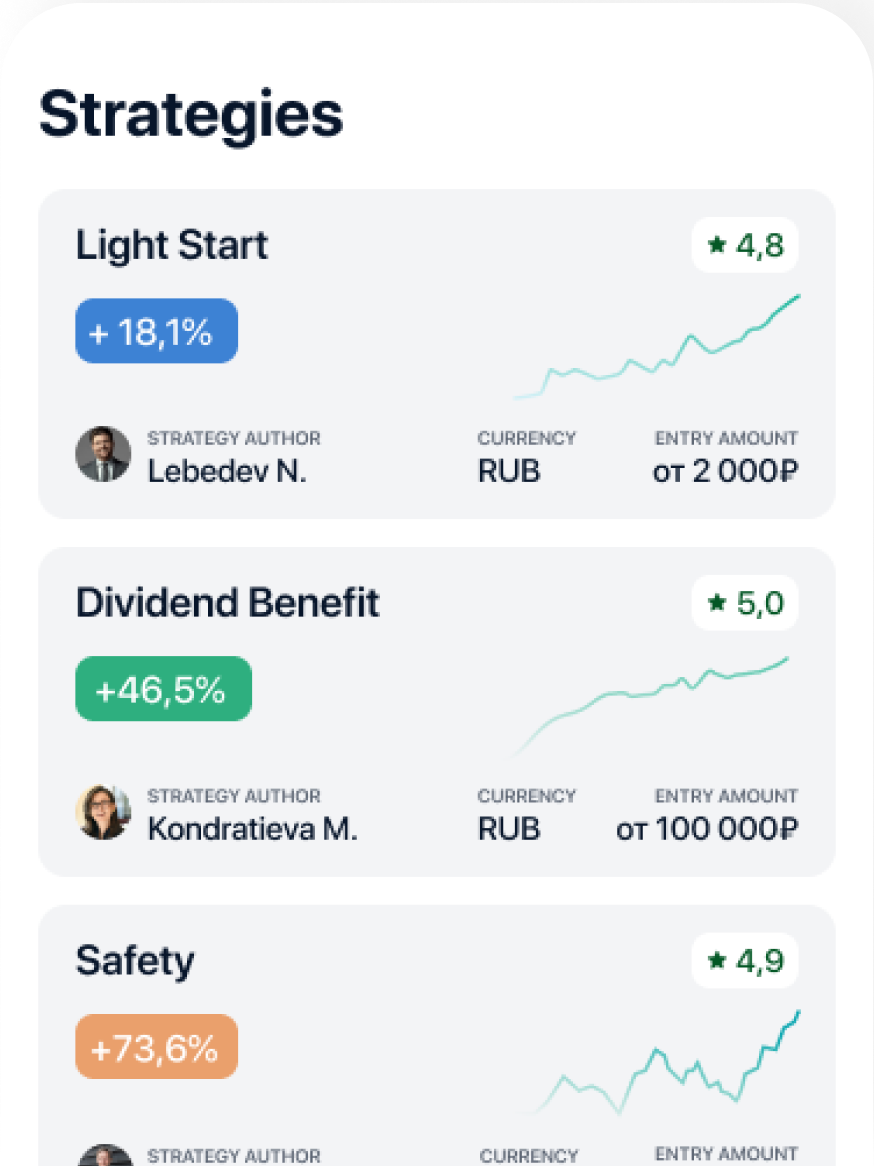 Strategies
Light Start
★ 4,8
+ 18,1%
STRATEGY AUTHOR
CURRENCY
ENTRY AMOUNT
Lebedev N.
RUB
от 2 000₽
Dividend Benefit
★ 5,0
+46,5%
STRATEGY AUTHOR
CURRENCY
ENTRY AMOUNT
Kondratieva M.
RUB
от 100 000₽
Safety
★ 4,9
+73,6%
STRATEGY AUTHOR
CURRENCY
ENTRY AMOUNT